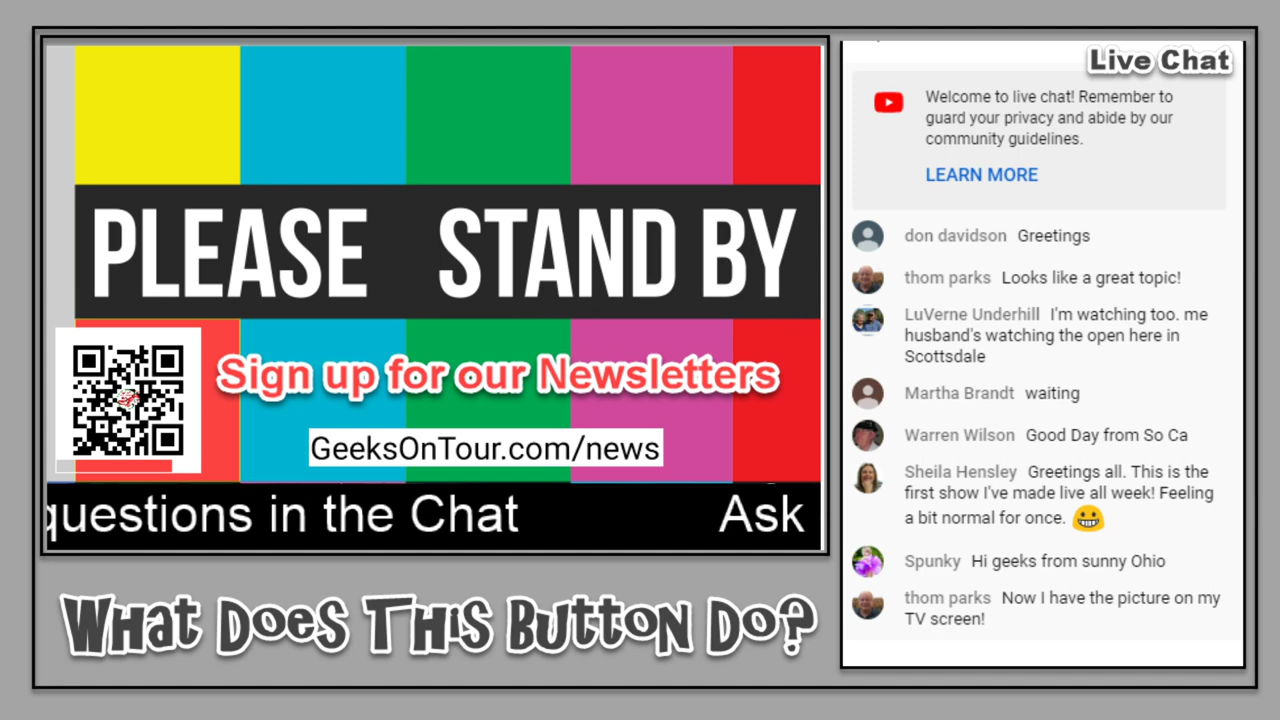 PLEASE STAND BY
Sign up for our Newsletters
GeeksOnTour.com/news
questions in the Chat Ask
What Does This Button Do?
Live Chat
Welcome to live chat! Remember to
guard your privacy and abide by our
community guidelines.
LEARN MORE
don davidson Greetings
thom parks Looks like a great topic!
LuVerne Underhill I'm watching too. me
husband's watching the open here in
Scottsdale
Martha Brandt waiting
Warren Wilson Good Day from So Ca
Sheila Hensley Greetings all. This is the
first show I've made live all week! Feeling
a bit normal for once.
Spunky Hi geeks from sunny Ohio
thom parks Now I have the picture on my
TV screen!